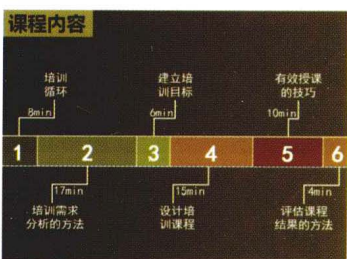 课程内容
培训
循环
8min
建立培
训目标
6min
有效授课
的技巧
10min
1 2 3 4 5 6
17min
培训需求
分析的方法
15min
设计培
训课程
4min
评估课程
结果的方法